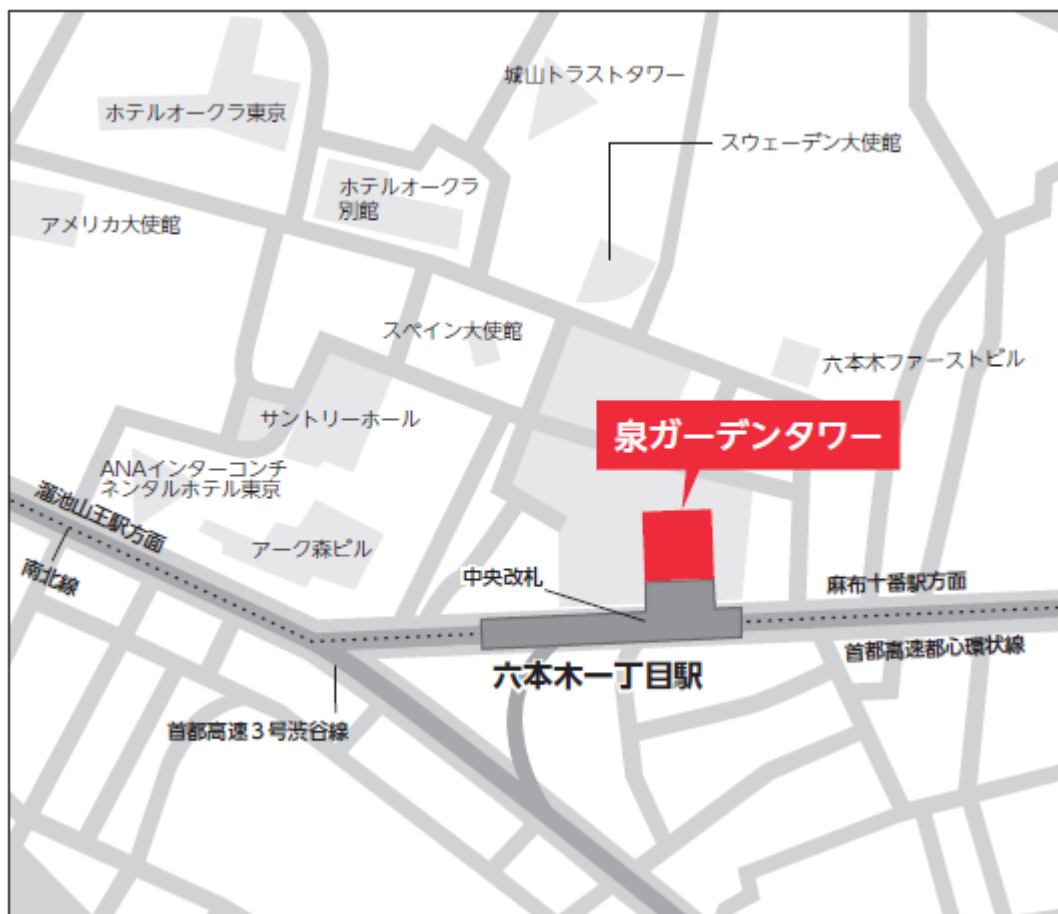 城山トラストタワー
ホテルオークラ東京
スウェーデン大使館
ホテルオークラ
別館
アメリカ大使館
スペイン大使館
六本木ファーストビル
サントリーホール
泉ガーデンタワー
ANAインターコンチ
ネンタルホテル東京
溜池山王駅方面
アーク森ビル
南北線
中央改札
麻布十番駅方面
首都高速都心環状線
六本木一丁目駅
首都高速3号渋谷線